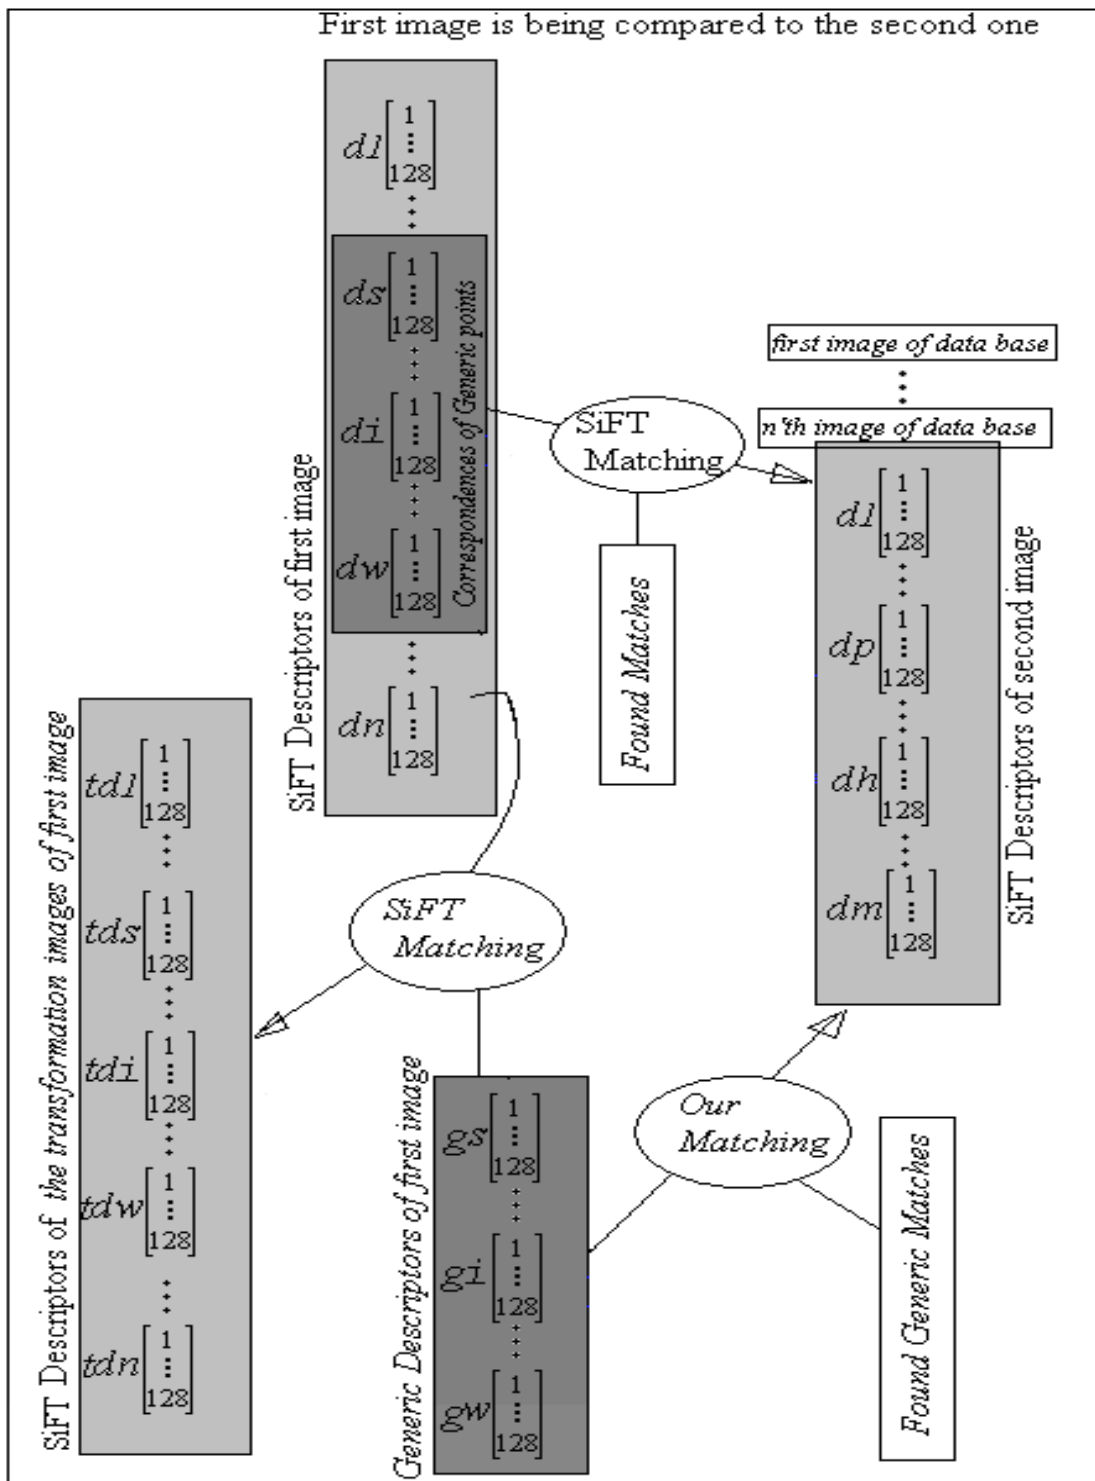 First image is being compared to the second one
SiFT Descriptors of first image
d1 [1 ... 128]
...
ds [1 ... 128]
...
di [1 ... 128]
...
dw [1 ... 128]
Correspondences of Generic points
...
dn [1 ... 128]
SiFT
Matching
Found Matches
first image of data base
...
n'th image of data base
d1 [1 ... 128]
...
dp [1 ... 128]
...
dh [1 ... 128]
...
dm [1 ... 128]
SiFT Descriptors of second image
SiFT Descriptors of the transformation images of first image
td1 [1 ... 128]
...
tds [1 ... 128]
...
tdi [1 ... 128]
...
tdw [1 ... 128]
...
tdn [1 ... 128]
SiFT
Matching
Generic Descriptors of first image
gs [1 ... 128]
...
gi [1 ... 128]
...
gw [1 ... 128]
Our
Matching
Found Generic Matches